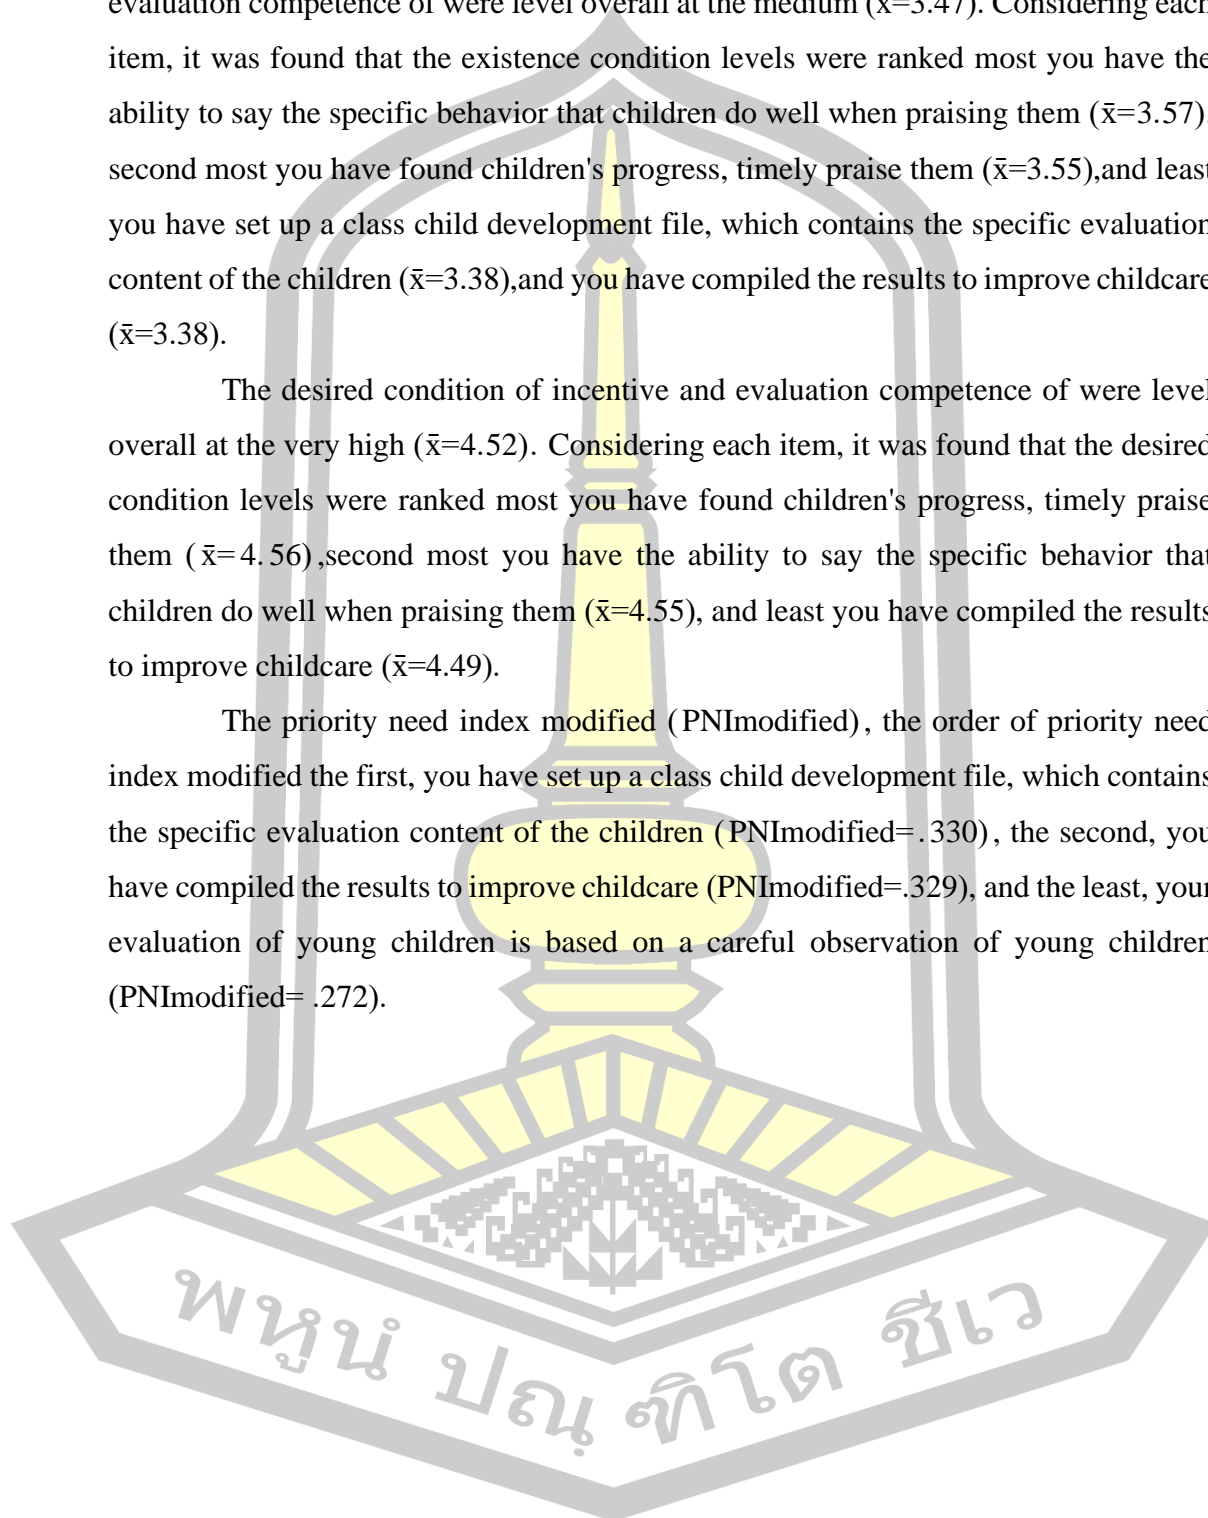 evaluation competence of were level overall at the medium (x̄=3.47). Considering each
item, it was found that the existence condition levels were ranked most you have the
ability to say the specific behavior that children do well when praising them (x̄=3.57),
second most you have found children's progress, timely praise them (x̄=3.55),and least
you have set up a class child development file, which contains the specific evaluation
content of the children (x̄=3.38),and you have compiled the results to improve childcare
(x̄=3.38).
The desired condition of incentive and evaluation competence of were level
overall at the very high (x̄=4.52). Considering each item, it was found that the desired
condition levels were ranked most you have found children's progress, timely praise
them (x̄=4.56),second most you have the ability to say the specific behavior that
children do well when praising them (x̄=4.55), and least you have compiled the results
to improve childcare (x̄=4.49).
The priority need index modified (PNImodified), the order of priority need
index modified the first, you have set up a class child development file, which contains
the specific evaluation content of the children (PNImodified=.330), the second, you
have compiled the results to improve childcare (PNImodified=.329), and the least, your
evaluation of young children is based on a careful observation of young children
(PNImodified= .272).
พหูนํ ปณฺฑิโต ชีเว